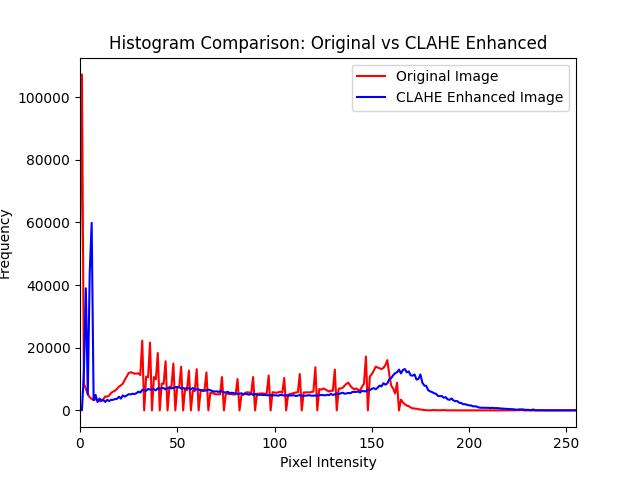 Histogram Comparison: Original vs CLAHE Enhanced
Original Image
CLAHE Enhanced Image
Frequency
100000
80000
60000
40000
20000
0
0 50 100 150 200 250
Pixel Intensity